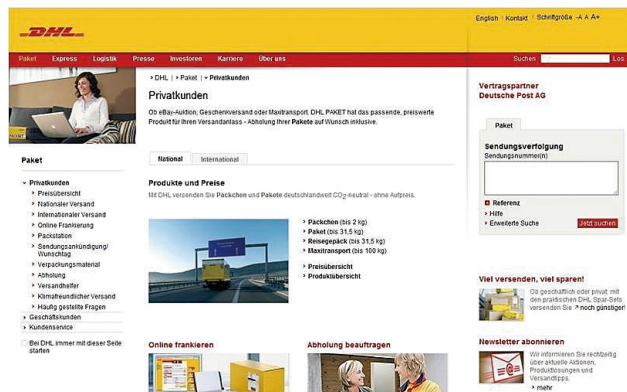 English Kontakt Schriftgröße -A A A+
DHL
Paket Express Logistik Presse Investoren Karriere Über uns Suchen Los
DHL | Paket | Privatkunden
Privatkunden
Ob eBay-Auktion, Geschenkversand oder Maxitransport. DHL PAKET hat das passende, preiswerte
Produkt für Ihren Versandanlass - Abholung Ihrer Pakete auf Wunsch inklusive.
National International
Produkte und Preise
Mit DHL versenden Sie Päckchen und Pakete deutschlandweit CO2-neutral - ohne Aufpreis.
Päckchen (bis 2 kg)
Paket (bis 31,5 kg)
Reisegepäck (bis 31,5 kg)
Maxitransport (bis 100 kg)
Preisübersicht
Produktübersicht
Online frankieren
Abholung beauftragen
Paket
Privatkunden
Preisübersicht
Nationaler Versand
Internationaler Versand
Online Frankierung
Packstation
Sendungsankündigung/
Wunschtag
Verpackungsmaterial
Abholung
Versandhelfer
Klimafreundlicher Versand
Häufig gestellte Fragen
Geschäftskunden
Kundenservice
Bei DHL immer mit dieser Seite
starten
Vertragspartner
Deutsche Post AG
Paket
Sendungsverfolgung
Sendungsnummer(n)
Referenz
Hilfe
Erweiterte Suche
Jetzt suchen
Viel versenden, viel sparen!
Ob geschäftlich oder privat: mit
den praktischen DHL Spar-Sets
versenden Sie noch günstiger!
Newsletter abonnieren
Wir informieren Sie rechtzeitig
über aktuelle Aktionen,
Produktlösungen und
Versandtipps.
mehr